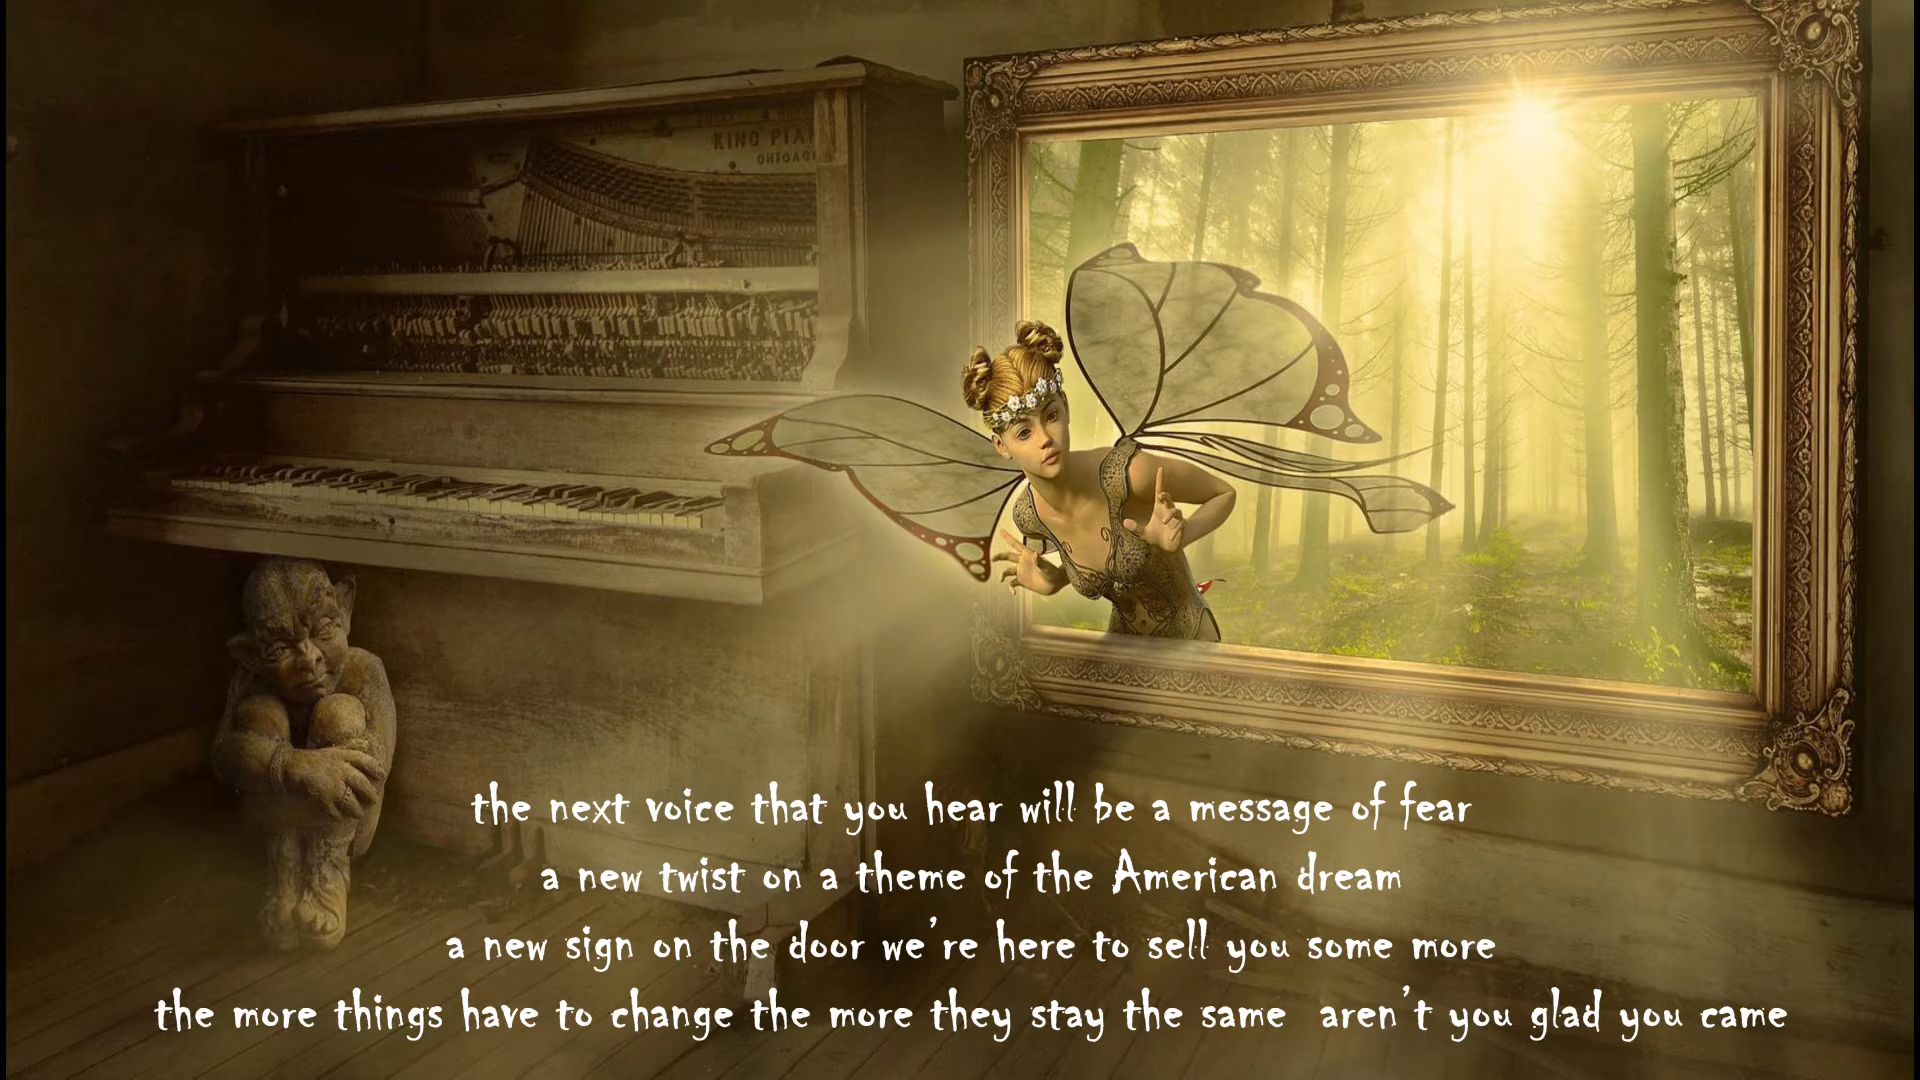 KING PIA
CHICAGO
the next voice that you hear will be a message of fear
a new twist on a theme of the American dream
a new sign on the door we're here to sell you some more
the more things have to change the more they stay the same  aren't you glad you came